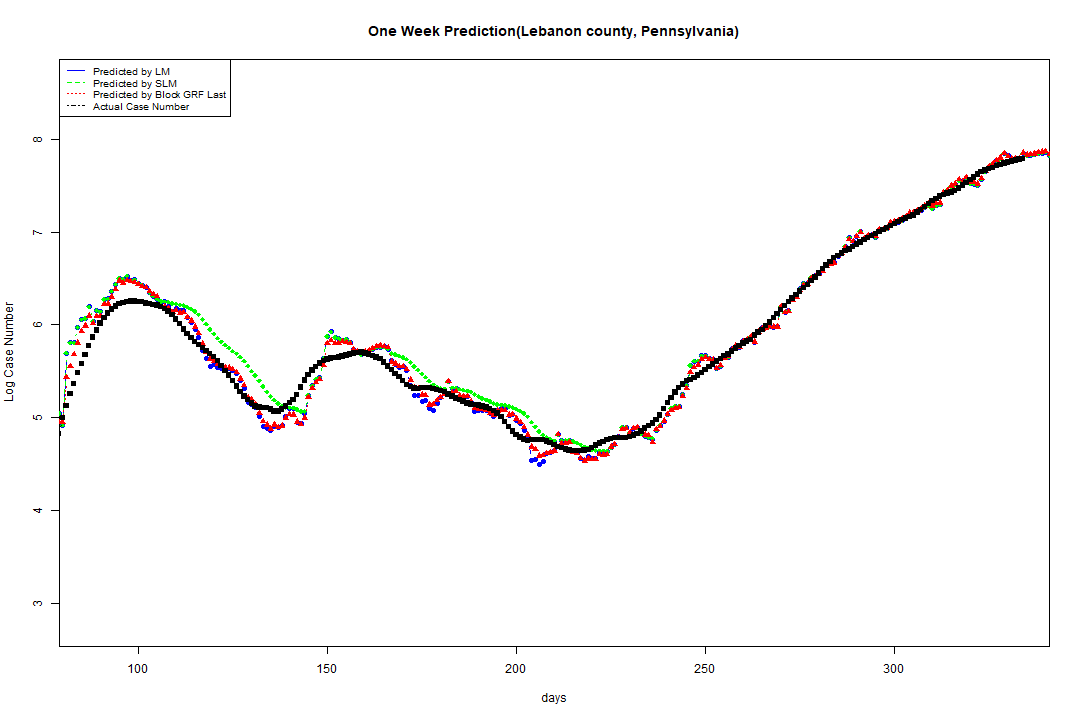 One Week Prediction(Lebanon county, Pennsylvania)
Predicted by LM
Predicted by SLM
Predicted by Block GRF Last
Actual Case Number
8
7
6
5
4
3
Log Case Number
100 150 200 250 300
days